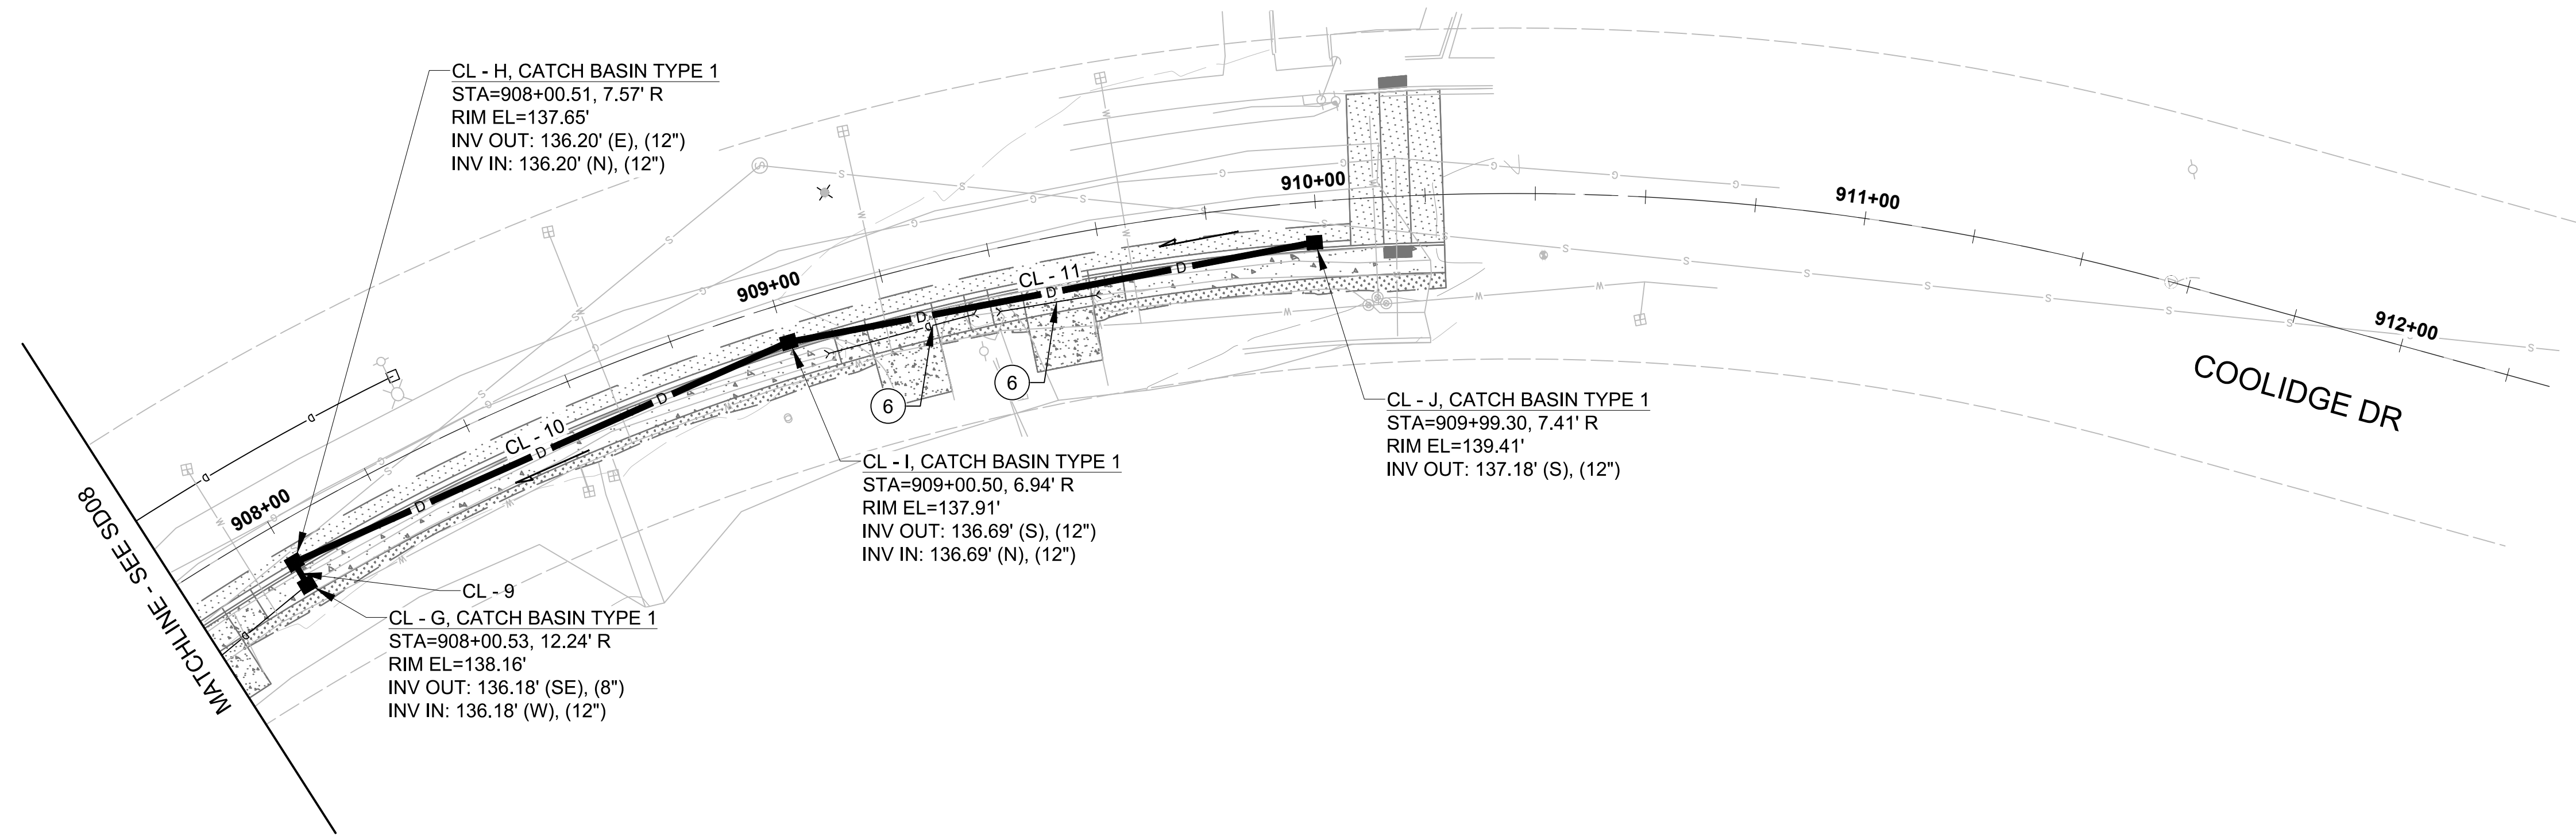 CL - H, CATCH BASIN TYPE 1
STA=908+00.51, 7.57' R
RIM EL=137.65'
INV OUT: 136.20' (E), (12")
INV IN: 136.20' (N), (12")
908+00
909+00
910+00
911+00
912+00
COOLIDGE DR
CL - 10
CL - 11
6
6
CL - J, CATCH BASIN TYPE 1
STA=909+99.30, 7.41' R
RIM EL=139.41'
INV OUT: 137.18' (S), (12")
CL - I, CATCH BASIN TYPE 1
STA=909+00.50, 6.94' R
RIM EL=137.91'
INV OUT: 136.69' (S), (12")
INV IN: 136.69' (N), (12")
CL - 9
CL - G, CATCH BASIN TYPE 1
STA=908+00.53, 12.24' R
RIM EL=138.16'
INV OUT: 136.18' (SE), (8")
INV IN: 136.18' (W), (12")
MATCHLINE - SEE SD08